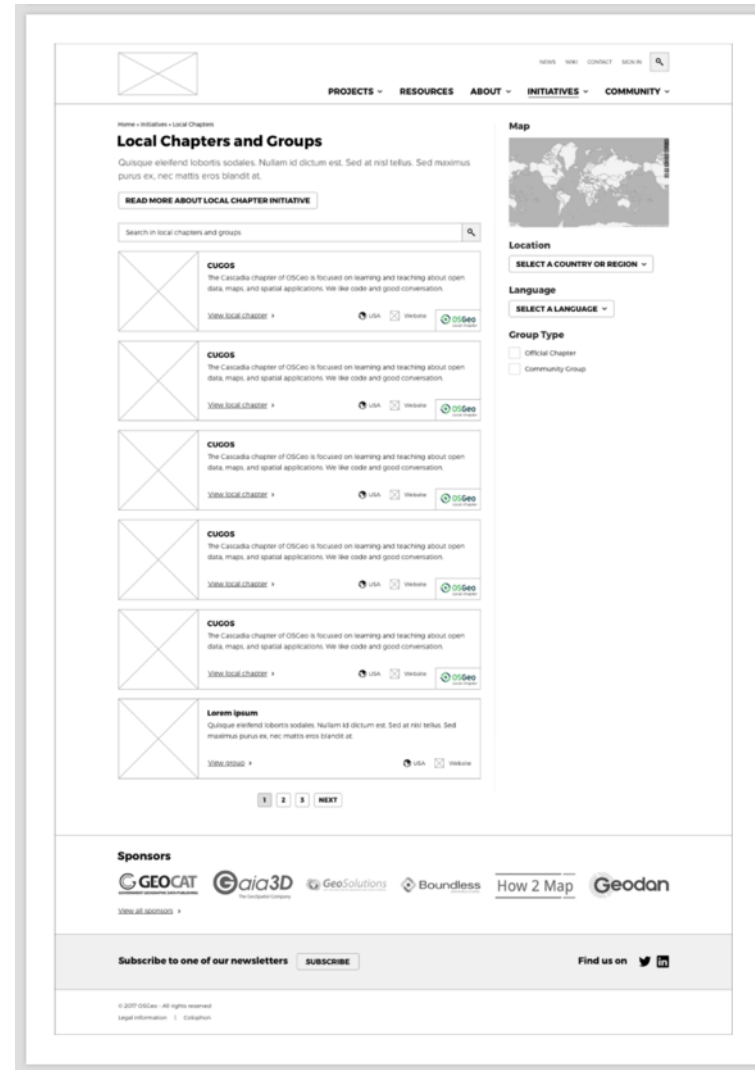 NEWS WIKI CONTACT SIGN IN
PROJECTS RESOURCES ABOUT INITIATIVES COMMUNITY
Home » Initiatives » Local Chapters
Local Chapters and Groups
Quisque eleifend lobortis sodales. Nullam id dictum est. Sed at nisl tellus. Sed maximus
purus ex, nec mattis eros blandit at.
READ MORE ABOUT LOCAL CHAPTER INITIATIVE
Search in local chapters and groups
CUGOS
The Cascadia chapter of OSGeo is focused on learning and teaching about open
data, maps, and spatial applications. We like code and good conversation.
View local chapter › USA Website OSGeo
Local Chapter
CUGOS
The Cascadia chapter of OSGeo is focused on learning and teaching about open
data, maps, and spatial applications. We like code and good conversation.
View local chapter › USA Website OSGeo
Local Chapter
CUGOS
The Cascadia chapter of OSGeo is focused on learning and teaching about open
data, maps, and spatial applications. We like code and good conversation.
View local chapter › USA Website OSGeo
Local Chapter
CUGOS
The Cascadia chapter of OSGeo is focused on learning and teaching about open
data, maps, and spatial applications. We like code and good conversation.
View local chapter › USA Website OSGeo
Local Chapter
CUGOS
The Cascadia chapter of OSGeo is focused on learning and teaching about open
data, maps, and spatial applications. We like code and good conversation.
View local chapter › USA Website OSGeo
Local Chapter
Lorem ipsum
Quisque eleifend lobortis sodales. Nullam id dictum est. Sed at nisl tellus. Sed
maximus purus ex, nec mattis eros blandit at.
View group › USA Website
1 2 3 NEXT
Map
Location
SELECT A COUNTRY OR REGION
Language
SELECT A LANGUAGE
Group Type
Official Chapter
Community Group
Sponsors
GEOCAT Gaia3D GeoSolutions Boundless How 2 Map Geodan
The GeoSpatial Company
View all sponsors ›
Subscribe to one of our newsletters SUBSCRIBE Find us on
© 2017 OSGeo - All rights reserved
Legal information | Colophon